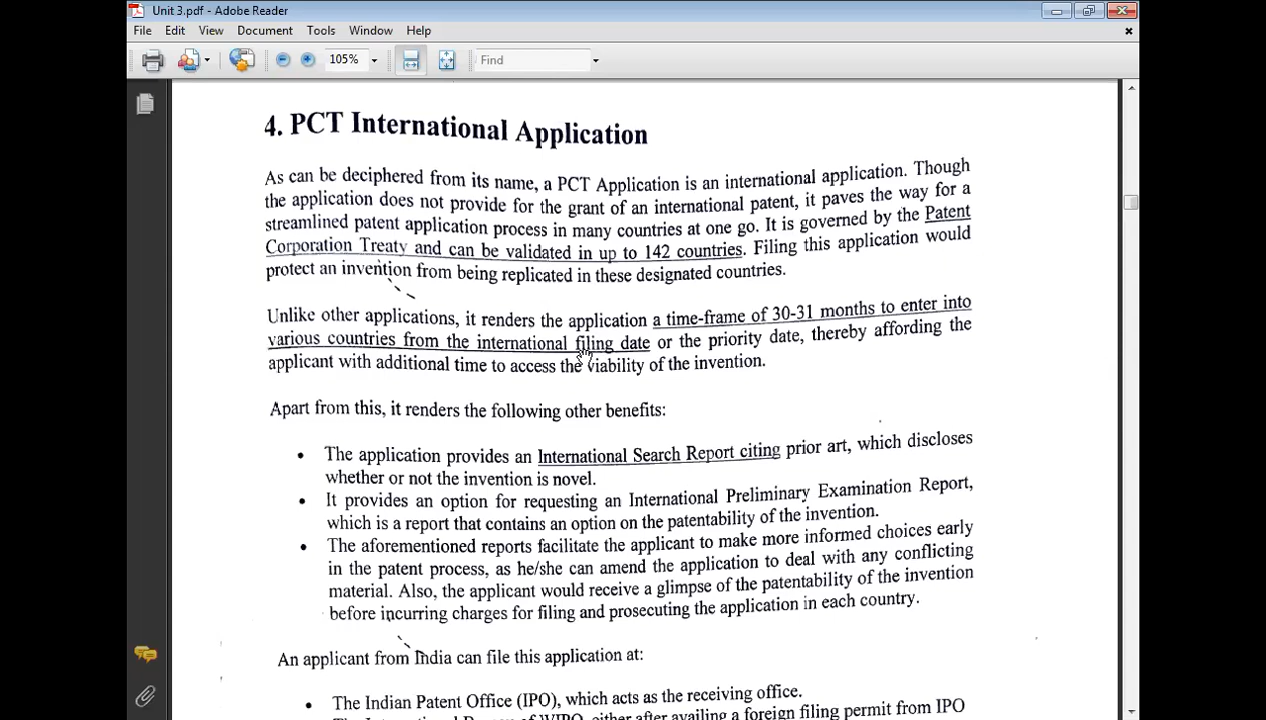 Unit 3.pdf - Adobe Reader
File Edit View Document Tools Window Help
105% Find
4. PCT International Application
As can be deciphered from its name, a PCT Application is an international application. Though
the application does not provide for the grant of an international patent, it paves the way for a
streamlined patent application process in many countries at one go. It is governed by the Patent
Corporation Treaty and can be validated in up to 142 countries. Filing this application would
protect an invention from being replicated in these designated countries.
Unlike other applications, it renders the application a time-frame of 30-31 months to enter into
various countries from the international filing date or the priority date, thereby affording the
applicant with additional time to access the viability of the invention.
Apart from this, it renders the following other benefits:
• The application provides an International Search Report citing prior art, which discloses
whether or not the invention is novel.
• It provides an option for requesting an International Preliminary Examination Report,
which is a report that contains an option on the patentability of the invention.
• The aforementioned reports facilitate the applicant to make more informed choices early
in the patent process, as he/she can amend the application to deal with any conflicting
material. Also, the applicant would receive a glimpse of the patentability of the invention
before incurring charges for filing and prosecuting the application in each country.
An applicant from India can file this application at:
• The Indian Patent Office (IPO), which acts as the receiving office.
The International Bureau of WIPO, either after availing a foreign filing permit from IPO